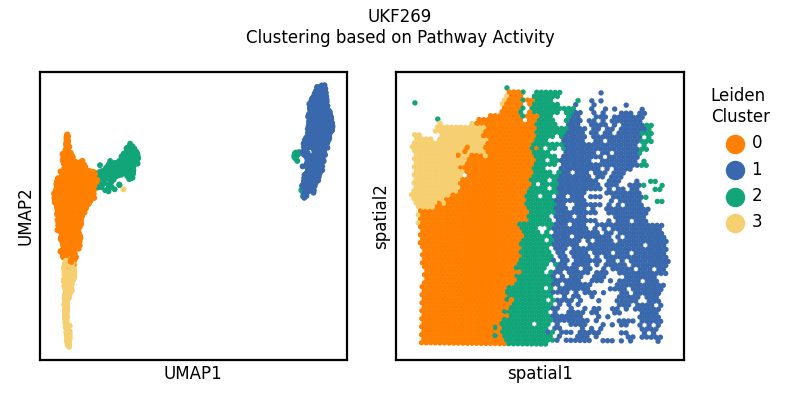 UKF269
Clustering based on Pathway Activity
UMAP2
UMAP1
spatial2
spatial1
Leiden
Cluster
0
1
2
3